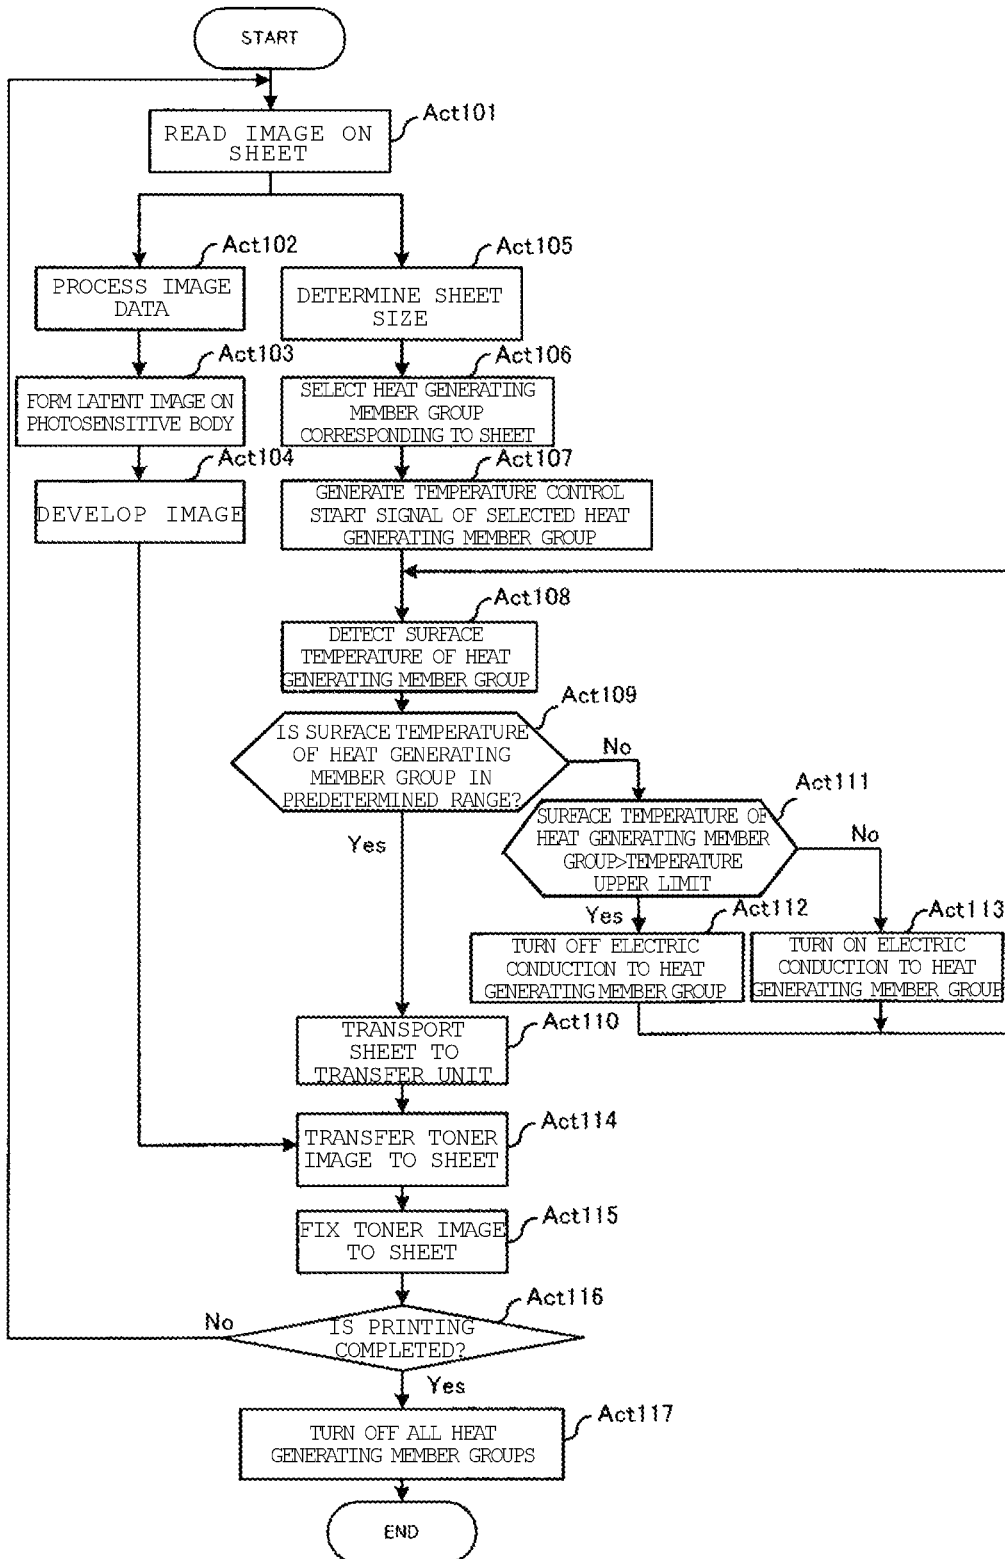 START
Act101
READ IMAGE ON
SHEET
Act102
PROCESS IMAGE
DATA
Act105
DETERMINE SHEET
SIZE
Act103
FORM LATENT IMAGE ON
PHOTOSENSITIVE BODY
Act106
SELECT HEAT GENERATING
MEMBER GROUP
CORRESPONDING TO SHEET
Act104
DEVELOP IMAGE
Act107
GENERATE TEMPERATURE CONTROL
START SIGNAL OF SELECTED HEAT
GENERATING MEMBER GROUP
Act108
DETECT SURFACE
TEMPERATURE OF HEAT
GENERATING MEMBER GROUP
Act109
IS SURFACE TEMPERATURE
OF HEAT GENERATING
MEMBER GROUP IN
PREDETERMINED RANGE?
No
Yes
Act111
SURFACE TEMPERATURE OF
HEAT GENERATING MEMBER
GROUP>TEMPERATURE
UPPER LIMIT
No
Yes
Act112
TURN OFF ELECTRIC
CONDUCTION TO HEAT
GENERATING MEMBER GROUP
Act113
TURN ON ELECTRIC
CONDUCTION TO HEAT
GENERATING MEMBER GROUP
Act110
TRANSPORT
SHEET TO
TRANSFER UNIT
Act114
TRANSFER TONER
IMAGE TO SHEET
Act115
FIX TONER IMAGE
TO SHEET
Act116
IS PRINTING
COMPLETED?
No
Yes
Act117
TURN OFF ALL HEAT
GENERATING MEMBER GROUPS
END